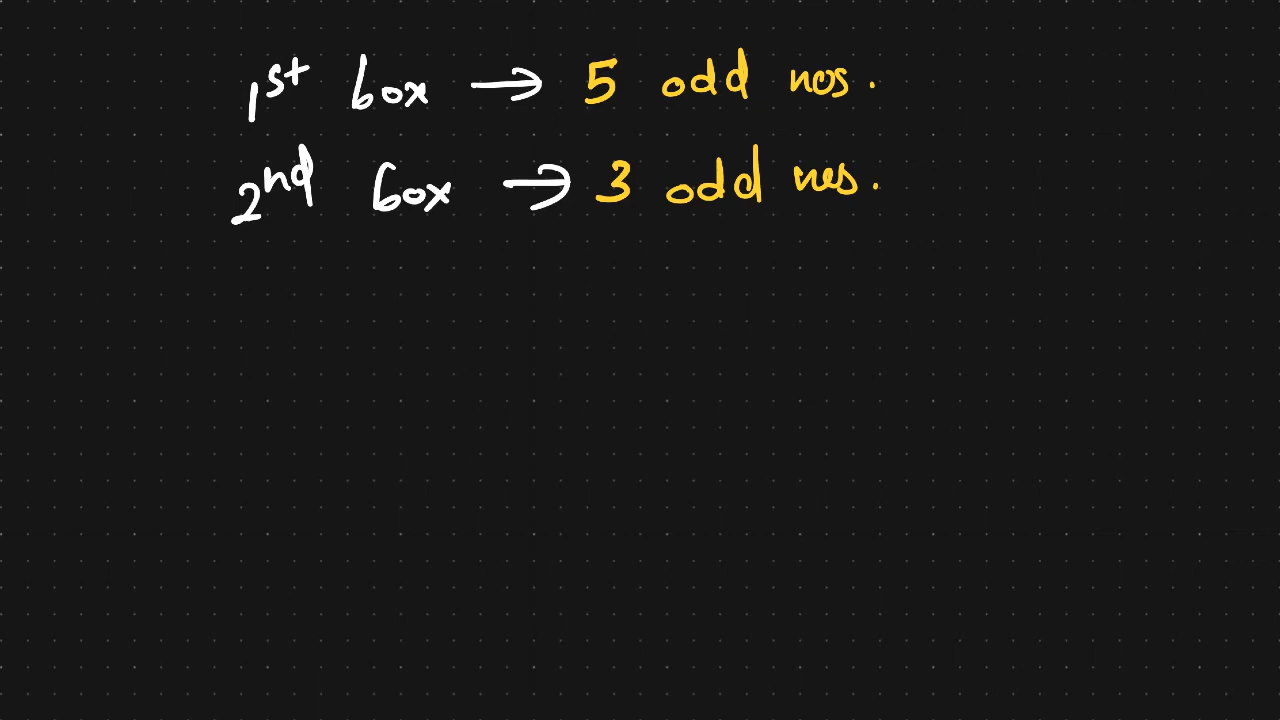 1st box → 5 odd nos.
2nd box → 3 odd nos.